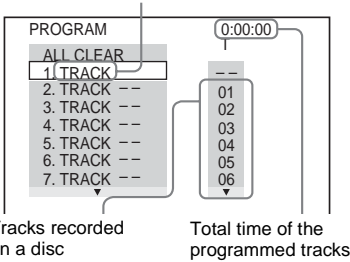 PROGRAM 0:00:00
ALL CLEAR
1. TRACK – –
2. TRACK – – 01
3. TRACK – – 02
4. TRACK – – 03
5. TRACK – – 04
6. TRACK – – 05
7. TRACK – – 06
racks recorded
n a disc
Total time of the
programmed tracks